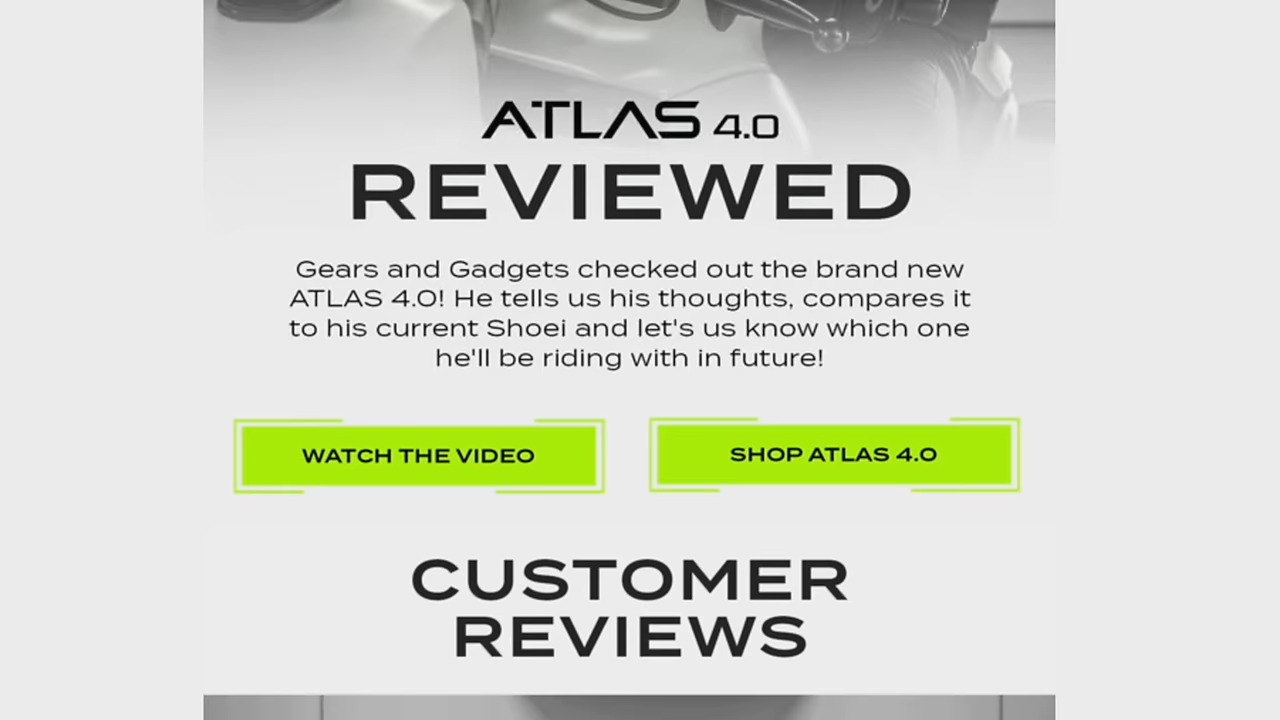 ATLAS 4.0
REVIEWED
Gears and Gadgets checked out the brand new
ATLAS 4.0! He tells us his thoughts, compares it
to his current Shoei and let's us know which one
he'll be riding with in future!
WATCH THE VIDEO
SHOP ATLAS 4.0
CUSTOMER
REVIEWS